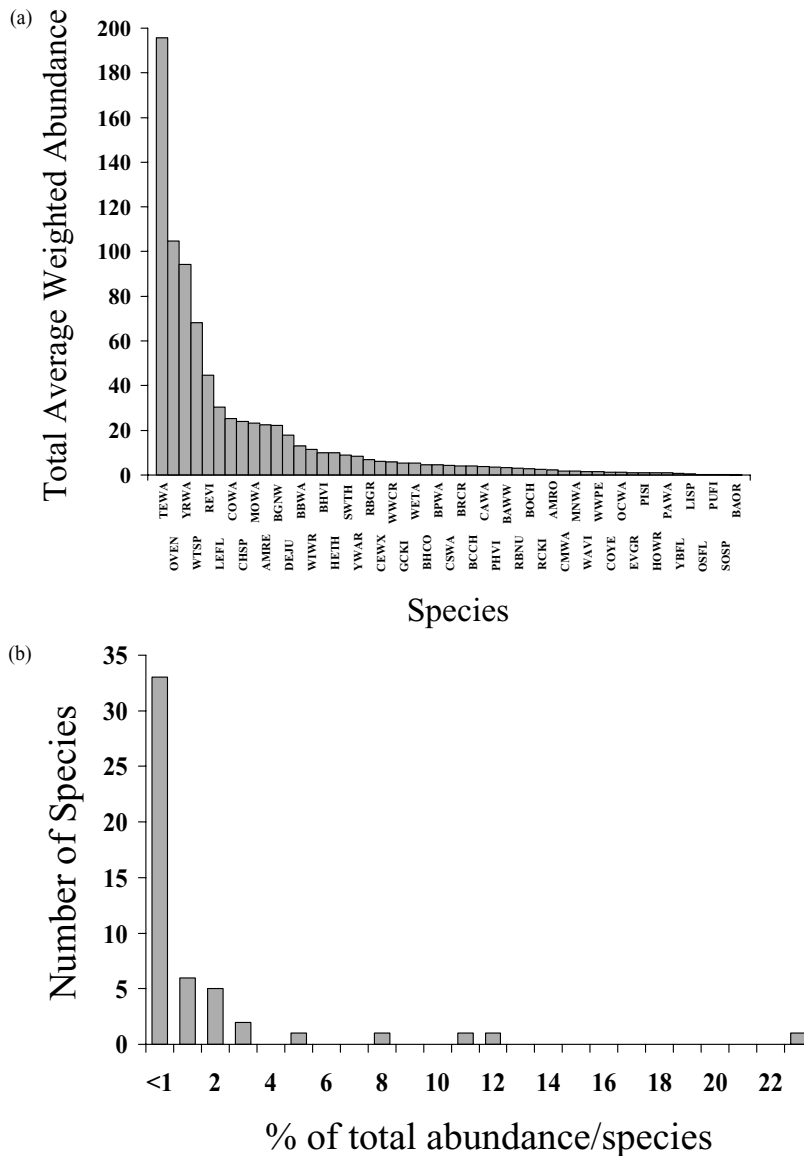 (a)
Total Average Weighted Abundance
200
180
160
140
120
100
80
60
40
20
0
TEWA YRWA REVI COWA MOWA BGNW BBWA BHVI SWTH RBGR WWCR WETA BPWA BRCR CAWA BAWW BOCH AMRO MNWA WWPE OCWA PISI PAWA LISP PUFI BAOR
OVEN WTSP LEFL CHSP AMRE DEJU WIWR HETH YWAR CEWX GCKI BHCO CSWA BCCH PHVI RBNU RCKI CMWA WAVI COYE EVGR HOWR YBFL OSFL SOSP
Species
(b)
Number of Species
35
30
25
20
15
10
5
0
<1 2 4 6 8 10 12 14 16 18 20 22
% of total abundance/species